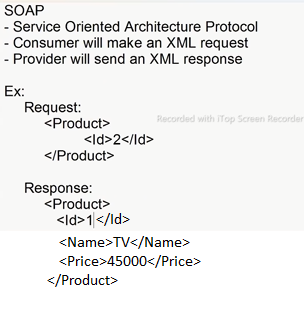 SOAP
- Service Oriented Architecture Protocol
- Consumer will make an XML request
- Provider will send an XML response
Ex:
Request:
<Product>
Recorded with iTop Screen Recorder
<Id>2</Id>
</Product>
Response:
<Product>
<Id>1</Id>
<Name>TV</Name>
<Price>45000</Price>
</Product>